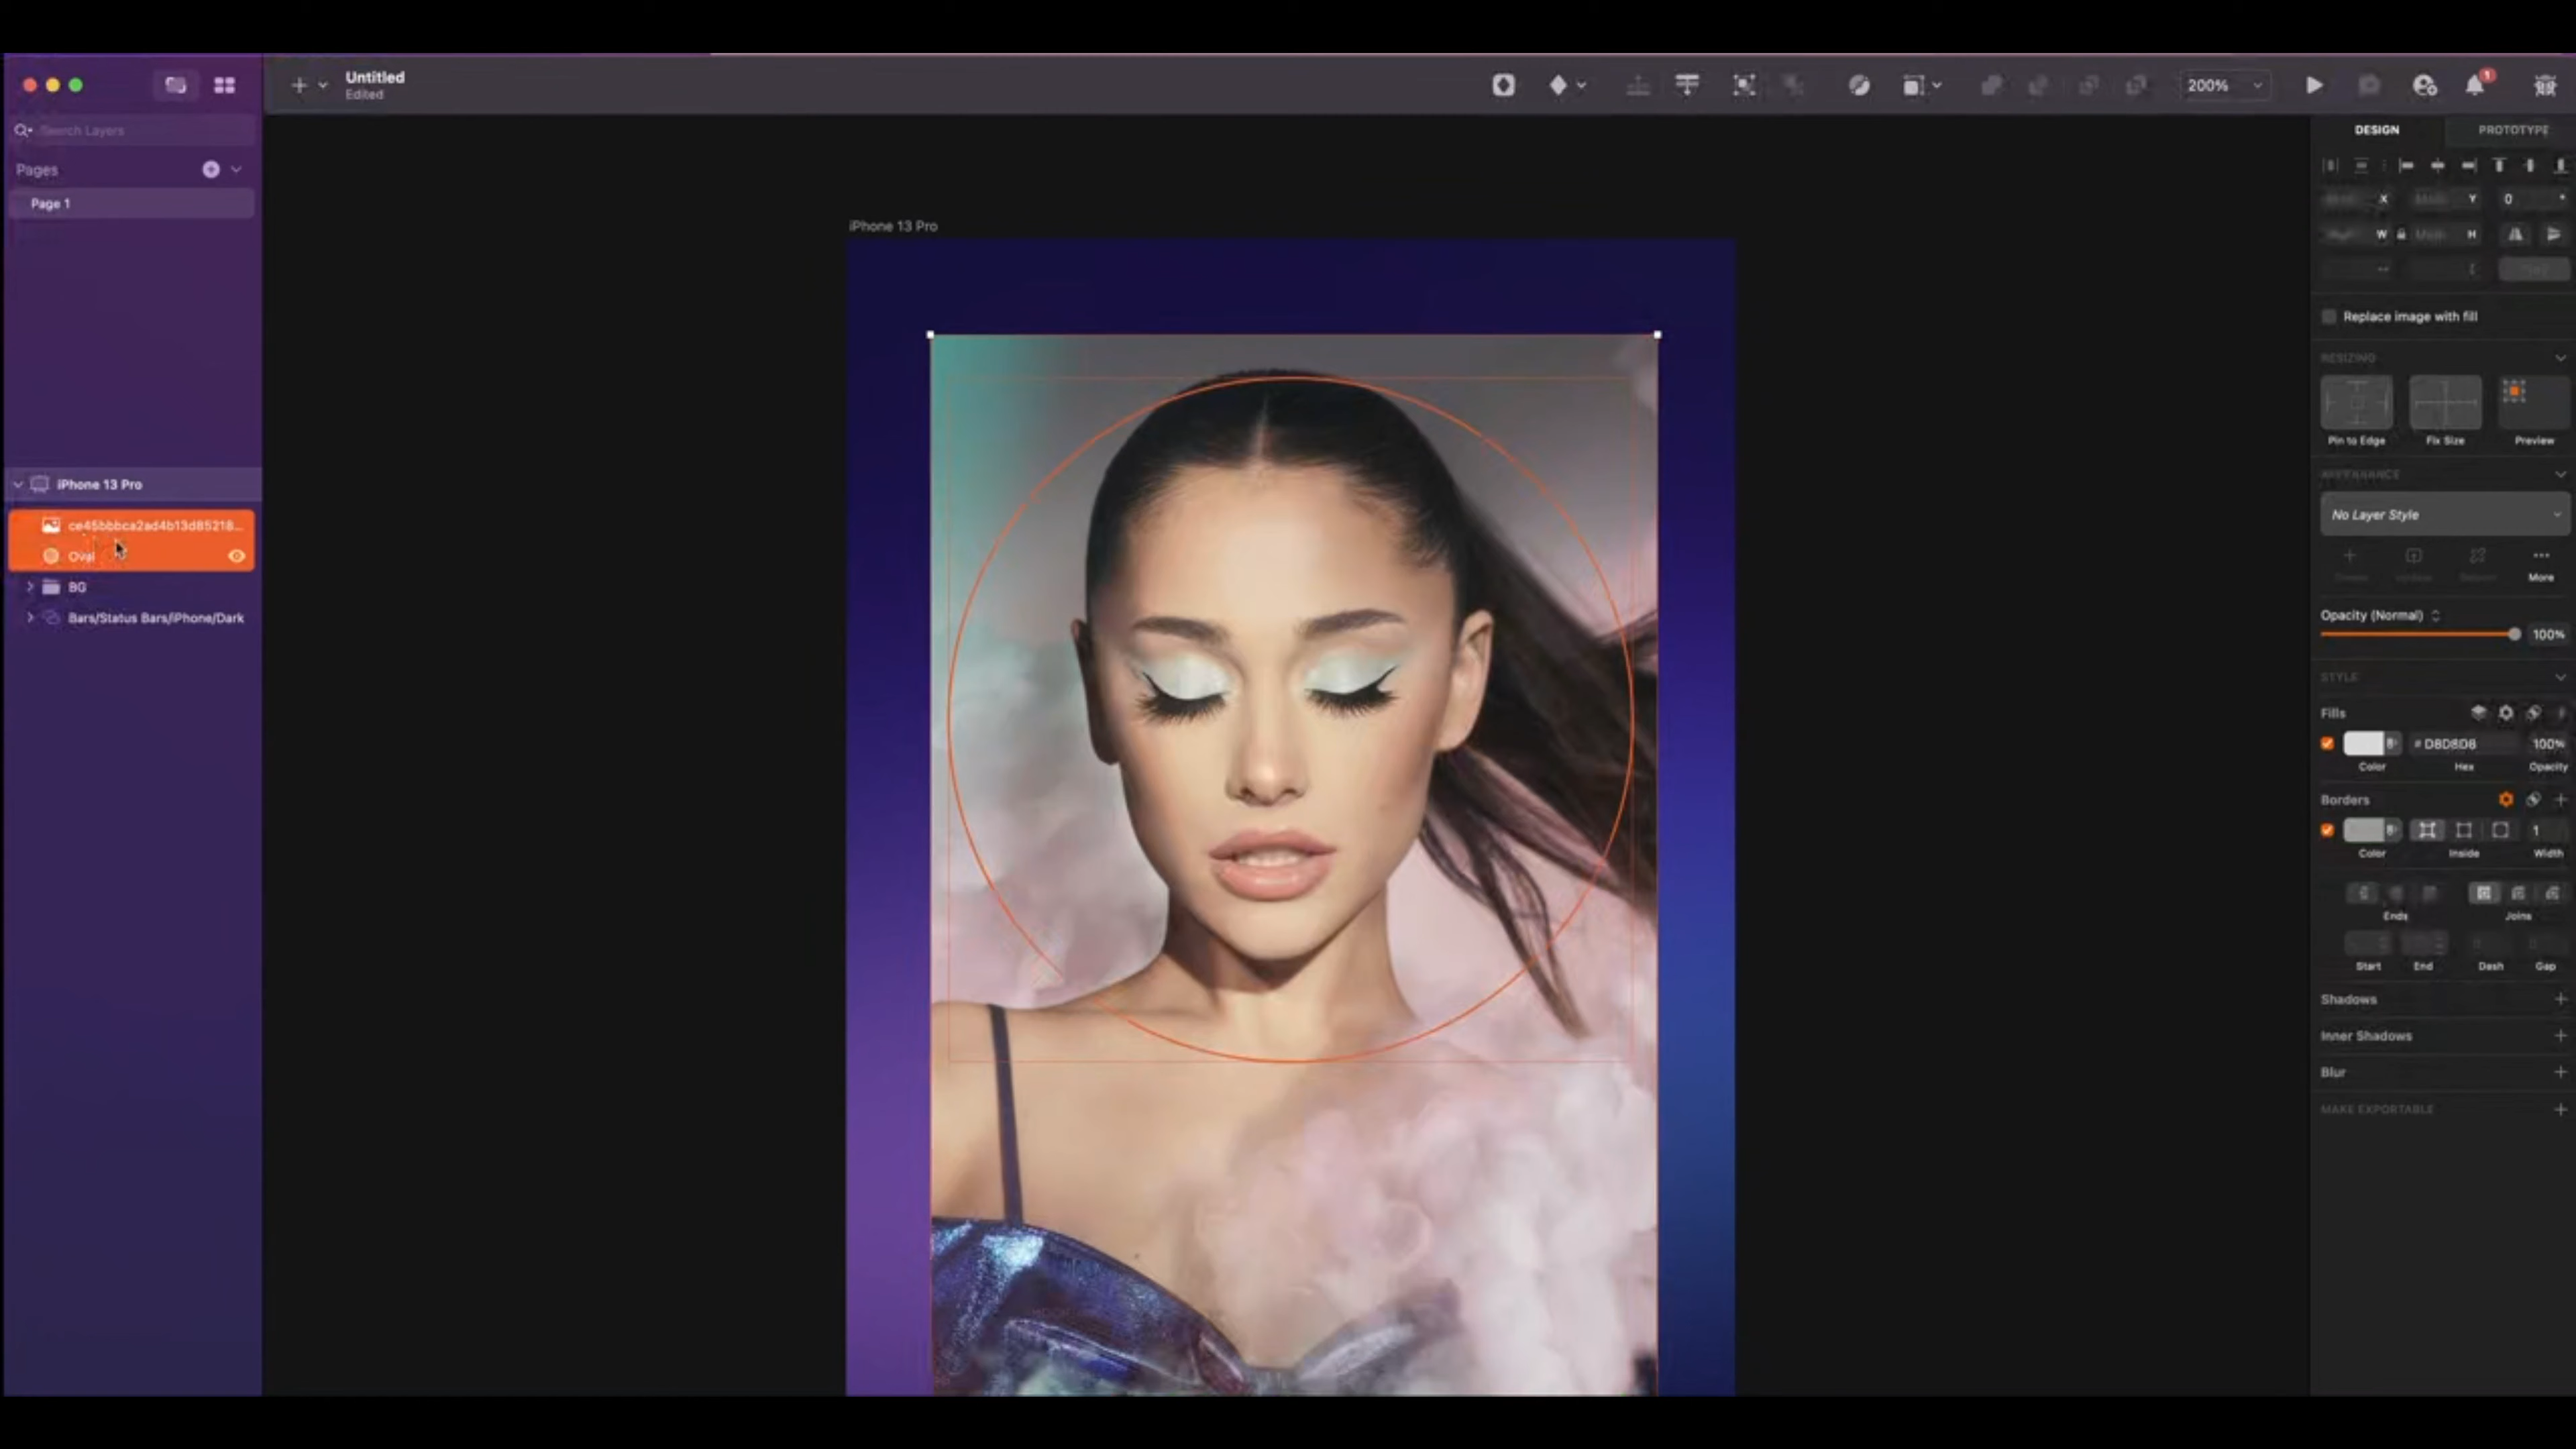 Untitled
Edited
200%
1
Search Layers
Pages
Page 1
iPhone 13 Pro
ce45bbbca2ad4b13d85218...
Oval
BG
Bars/Status Bars/iPhone/Dark
iPhone 13 Pro
DESIGN
PROTOTYPE
X
Y
0
°
W
H
Replace image with fill
RESIZING
Pin to Edge
Fix Size
Preview
APPEARANCE
No Layer Style
More
Opacity (Normal)
100%
STYLE
Fills
# D8D8D8
100%
Color
Hex
Opacity
Borders
1
Color
Inside
Width
Ends
Joins
Start
End
Dash
Gap
Shadows
Inner Shadows
Blur
MAKE EXPORTABLE